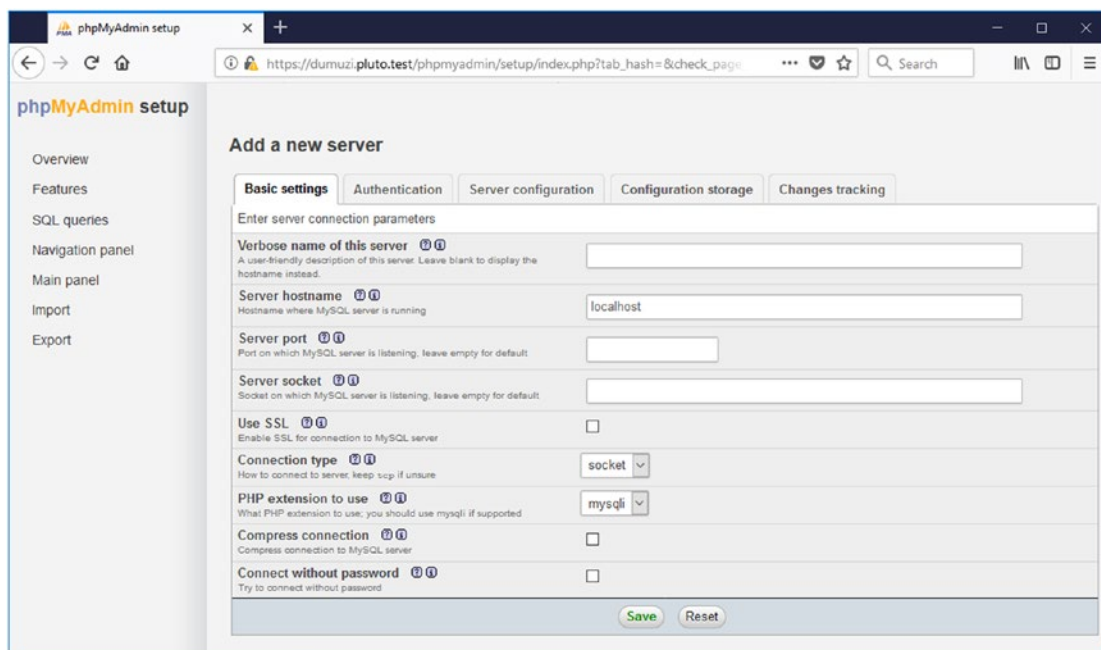 phpMyAdmin setup
https://dumuzi.pluto.test/phpmyadmin/setup/index.php?tab_hash=&check_page
Search
phpMyAdmin setup
Overview
Features
SQL queries
Navigation panel
Main panel
Import
Export
Add a new server
Basic settings
Authentication
Server configuration
Configuration storage
Changes tracking
Enter server connection parameters
Verbose name of this server
A user-friendly description of this server. Leave blank to display the
hostname instead.
Server hostname
Hostname where MySQL server is running
localhost
Server port
Port on which MySQL server is listening, leave empty for default
Server socket
Socket on which MySQL server is listening, leave empty for default
Use SSL
Enable SSL for connection to MySQL server
Connection type
How to connect to server, keep tcp if unsure
socket
PHP extension to use
What PHP extension to use; you should use mysqli if supported
mysqli
Compress connection
Compress connection to MySQL server
Connect without password
Try to connect without password
Save
Reset